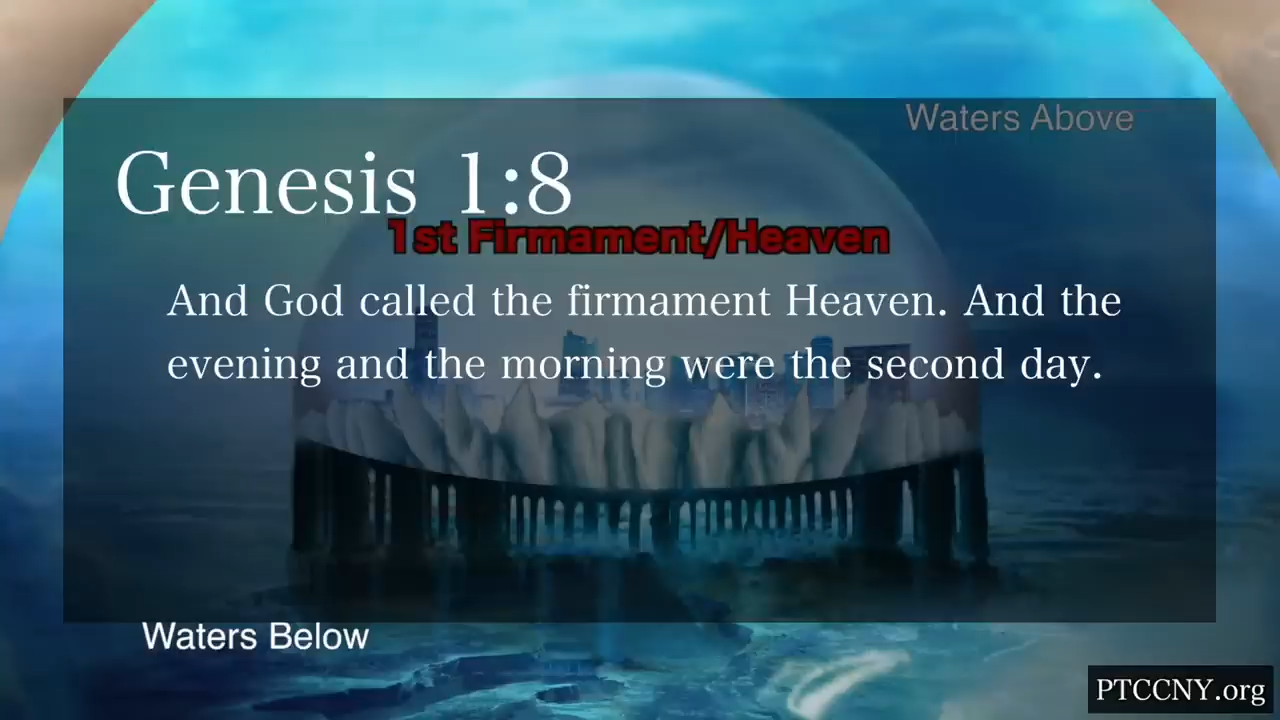 Waters Above
Genesis 1:8
1st Firmament/Heaven
And God called the firmament Heaven. And the
evening and the morning were the second day.
Waters Below
PTCCNY.org